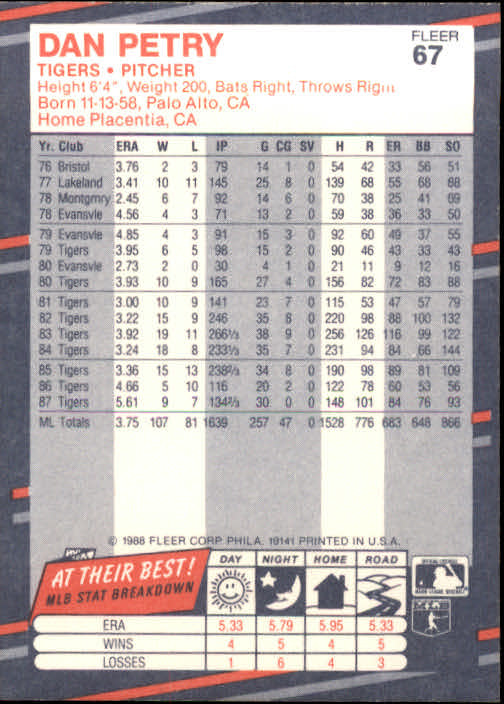 DAN PETRY
FLEER
67
TIGERS • PITCHER
Height 6'4", Weight 200, Bats Right, Throws Right
Born 11-13-58, Palo Alto, CA
Home Placentia, CA
Yr. Club ERA W L IP G CG SV H R ER BB SO
76 Bristol 3.76 2 3 79 14 1 0 54 42 33 56 51
77 Lakeland 3.41 10 11 145 25 8 0 139 68 55 68 68
78 Montgmry 2.45 6 7 92 14 6 0 70 38 25 41 69
78 Evansvle 4.56 4 3 71 13 2 0 59 38 36 33 50
79 Evansvle 4.85 4 3 91 15 3 0 92 60 49 37 55
79 Tigers 3.95 6 5 98 15 2 0 90 46 43 33 43
80 Evansvle 2.73 2 0 30 4 1 0 21 11 9 12 16
80 Tigers 3.93 10 9 165 27 4 0 156 82 72 83 88
81 Tigers 3.00 10 9 141 23 7 0 115 53 47 57 79
82 Tigers 3.22 15 9 246 35 8 0 220 98 88 100 132
83 Tigers 3.92 19 11 266 1/3 38 9 0 256 126 116 99 122
84 Tigers 3.24 18 8 233 1/3 35 7 0 231 94 84 66 144
85 Tigers 3.36 15 13 238 2/3 34 8 0 190 98 89 81 109
86 Tigers 4.66 5 10 116 20 2 0 122 78 60 53 56
87 Tigers 5.61 9 7 134 2/3 30 0 0 148 101 84 76 93
ML Totals 3.75 107 81 1639 257 47 0 1528 776 683 648 866
© 1988 FLEER CORP. PHILA. 19141 PRINTED IN U.S.A.
AT THEIR BEST!
MLB STAT BREAKDOWN
DAY NIGHT HOME ROAD
ERA 5.33 5.79 5.95 5.33
WINS 4 5 4 5
LOSSES 1 6 4 3